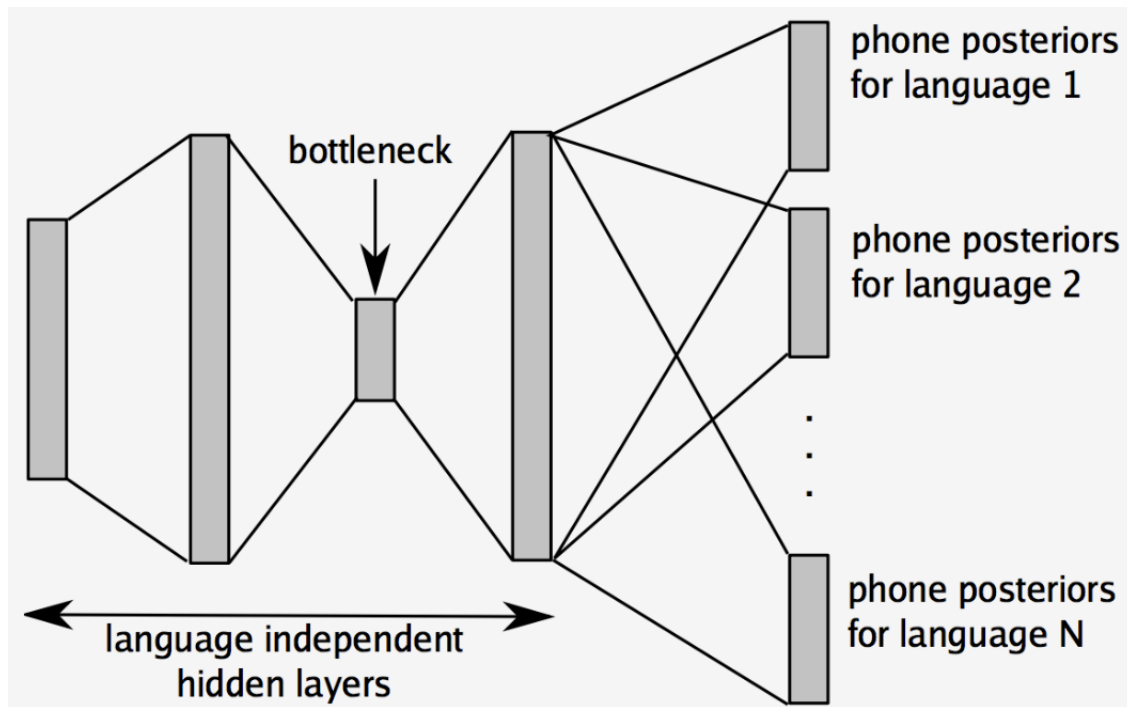 phone posteriors
for language 1
bottleneck
phone posteriors
for language 2
.
.
.
phone posteriors
for language N
language independent
hidden layers